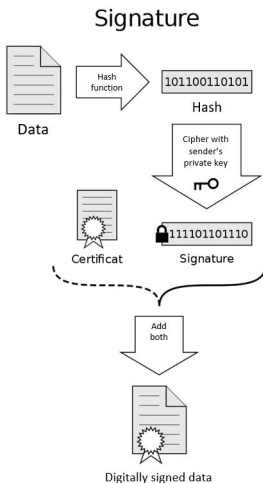 Signature
Hash
function
101100110101
Data
Hash
Cipher with
sender's
private key
111101101110
Certificat
Signature
Add
both
Digitally signed data